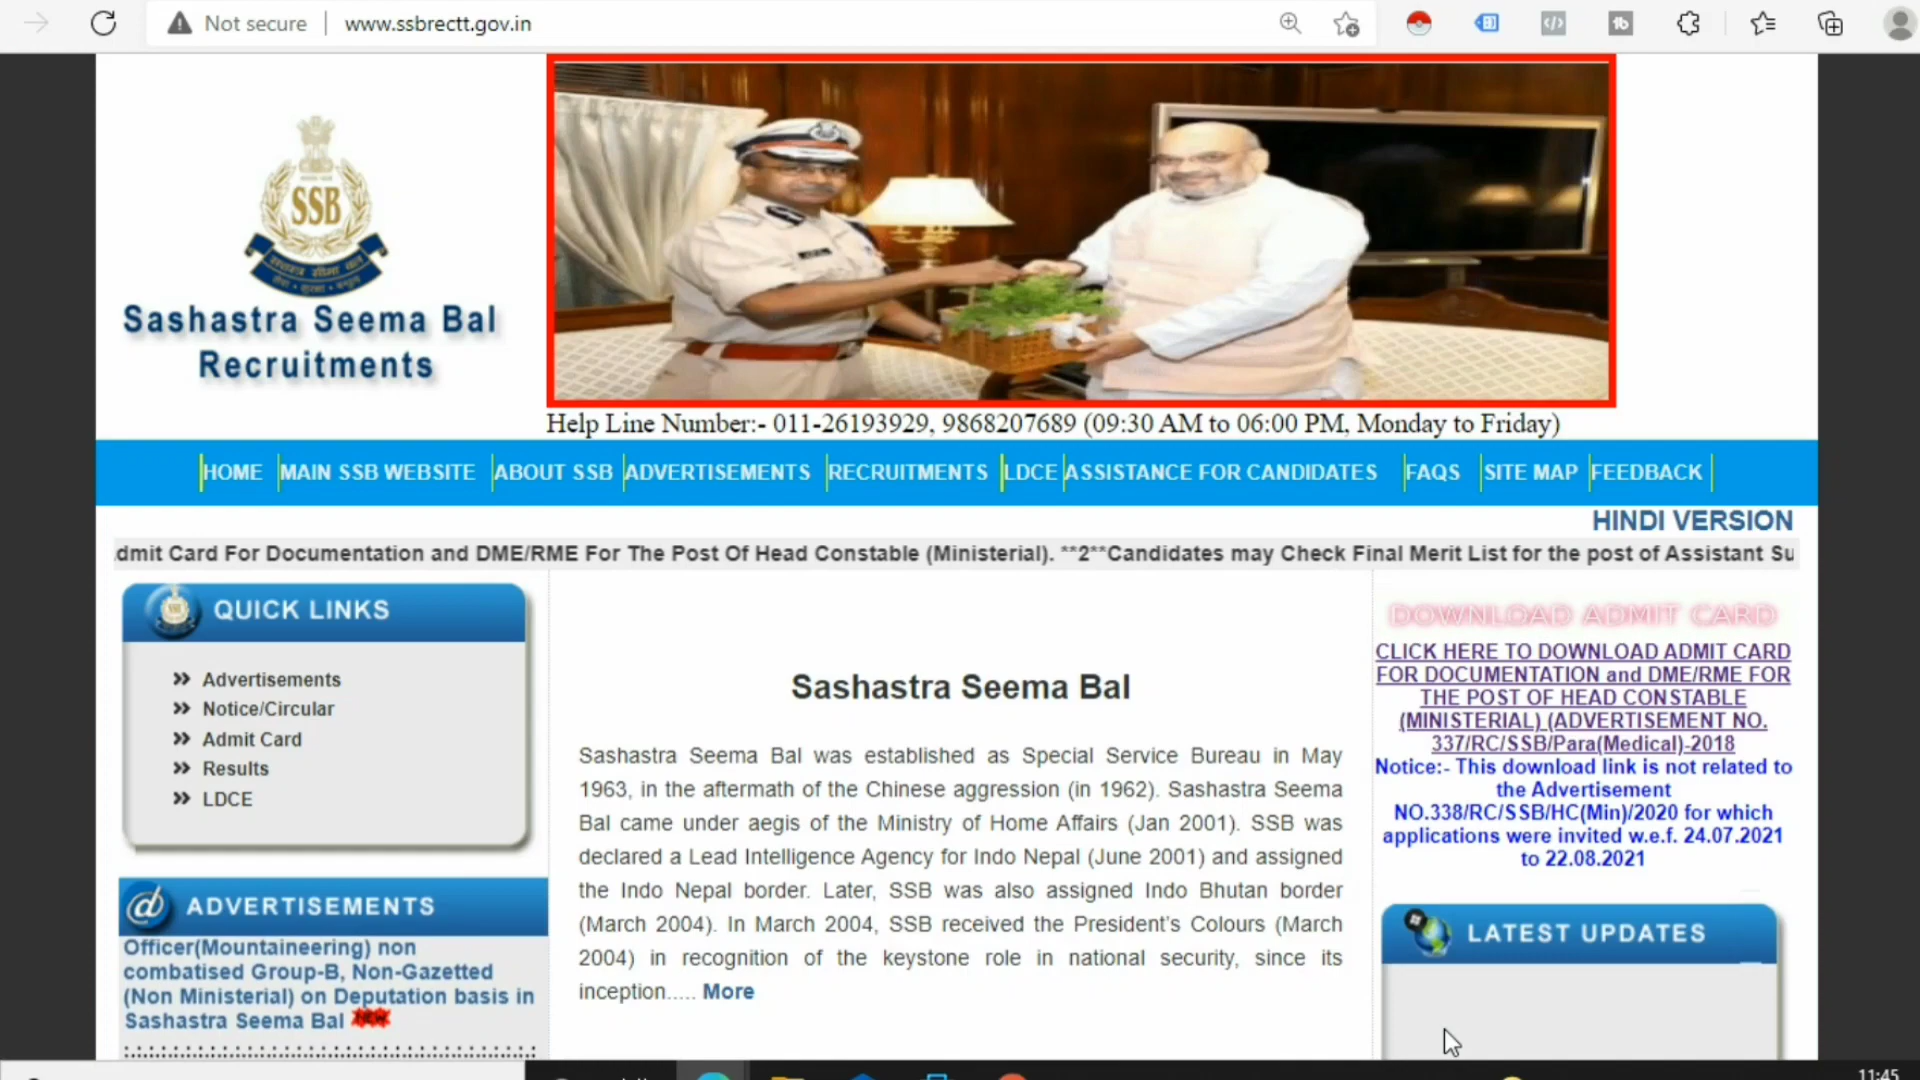 Not secure
www.ssbrectt.gov.in
SSB
Sashastra Seema Bal
Recruitments
Help Line Number:- 011-26193929, 9868207689 (09:30 AM to 06:00 PM, Monday to Friday)
HOME MAIN SSB WEBSITE ABOUT SSB ADVERTISEMENTS RECRUITMENTS LDCE ASSISTANCE FOR CANDIDATES FAQS SITE MAP FEEDBACK
HINDI VERSION
dmit Card For Documentation and DME/RME For The Post Of Head Constable (Ministerial). **2**Candidates may Check Final Merit List for the post of Assistant Su
QUICK LINKS
Advertisements
Notice/Circular
Admit Card
Results
LDCE
ADVERTISEMENTS
Officer(Mountaineering) non
combatised Group-B, Non-Gazetted
(Non Ministerial) on Deputation basis in
Sashastra Seema Bal NEW
Sashastra Seema Bal
Sashastra Seema Bal was established as Special Service Bureau in May
1963, in the aftermath of the Chinese aggression (in 1962). Sashastra Seema
Bal came under aegis of the Ministry of Home Affairs (Jan 2001). SSB was
declared a Lead Intelligence Agency for Indo Nepal (June 2001) and assigned
the Indo Nepal border. Later, SSB was also assigned Indo Bhutan border
(March 2004). In March 2004, SSB received the President's Colours (March
2004) in recognition of the keystone role in national security, since its
inception..... More
DOWNLOAD ADMIT CARD
CLICK HERE TO DOWNLOAD ADMIT CARD
FOR DOCUMENTATION and DME/RME FOR
THE POST OF HEAD CONSTABLE
(MINISTERIAL) (ADVERTISEMENT NO.
337/RC/SSB/Para(Medical)-2018
Notice:- This download link is not related to
the Advertisement
NO.338/RC/SSB/HC(Min)/2020 for which
applications were invited w.e.f. 24.07.2021
to 22.08.2021
LATEST UPDATES
11:45